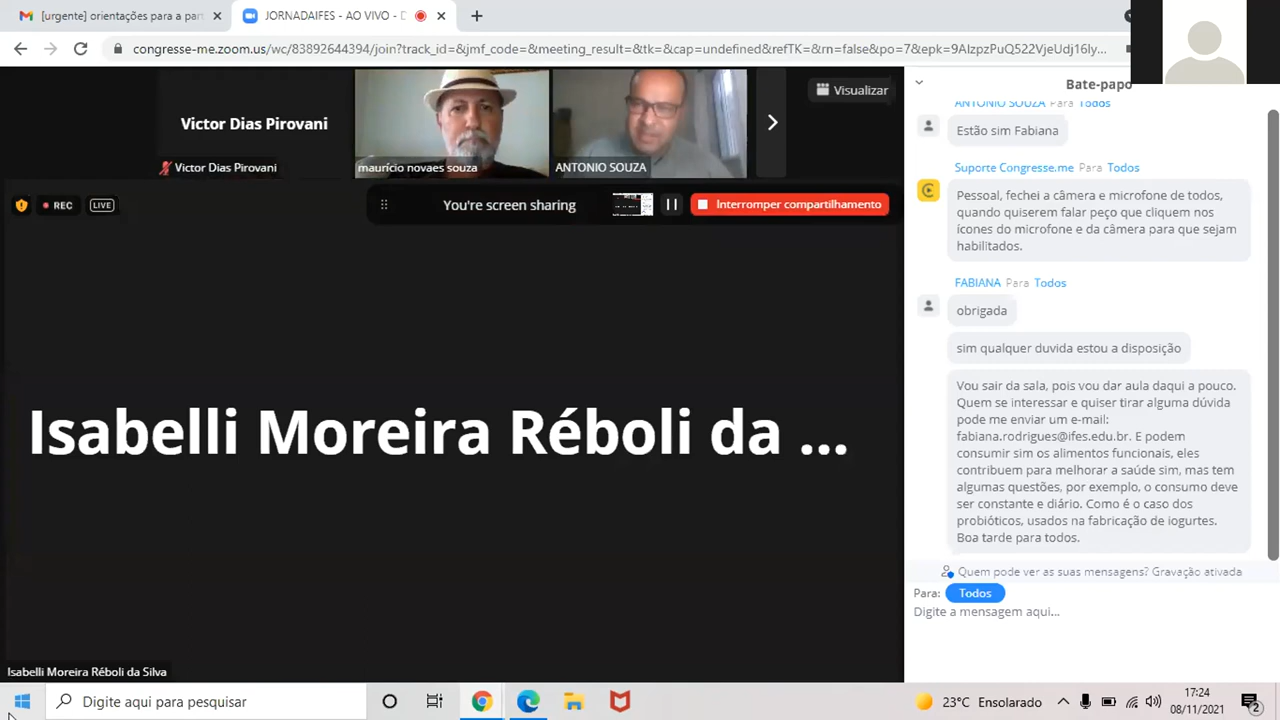 [urgente] orientações para a par
JORNADAIFES - AO VIVO - D
congresse-me.zoom.us/wc/83892644394/join?track_id=&jmf_code=&meeting_result=&tk=&cap=undefined&refTK=&rn=false&po=7&epk=9AIzpzPuQ522VjeUdj16ly...
Victor Dias Pirovani
Victor Dias Pirovani
maurício novaes souza
ANTONIO SOUZA
Visualizar
REC
LIVE
You're screen sharing
Interromper compartilhamento
Isabelli Moreira Réboli da ...
Isabelli Moreira Réboli da Silva
Bate-papo
ANTONIO SOUZA Para Todos
Estão sim Fabiana
Suporte Congresse.me Para Todos
Pessoal, fechei a câmera e microfone de todos,
quando quiserem falar peço que cliquem nos
ícones do microfone e da câmera para que sejam
habilitados.
FABIANA Para Todos
obrigada
sim qualquer duvida estou a disposição
Vou sair da sala, pois vou dar aula daqui a pouco.
Quem se interessar e quiser tirar alguma dúvida
pode me enviar um e-mail:
fabiana.rodrigues@ifes.edu.br. E podem
consumir sim os alimentos funcionais, eles
contribuem para melhorar a saúde sim, mas tem
algumas questões, por exemplo, o consumo deve
ser constante e diário. Como é o caso dos
probióticos, usados na fabricação de iogurtes.
Boa tarde para todos.
Quem pode ver as suas mensagens? Gravação ativada
Para: Todos
Digite a mensagem aqui...
Digite aqui para pesquisar
23°C Ensolarado
17:24
08/11/2021
2